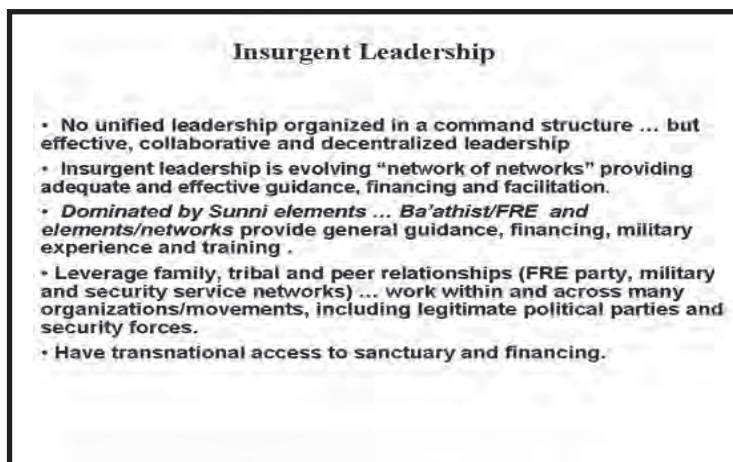 Insurgent Leadership
• No unified leadership organized in a command structure ... but
effective, collaborative and decentralized leadership
• Insurgent leadership is evolving “network of networks” providing
adequate and effective guidance, financing and facilitation.
• Dominated by Sunni elements ... Ba’athist/FRE and
elements/networks provide general guidance, financing, military
experience and training .
• Leverage family, tribal and peer relationships (FRE party, military
and security service networks) ... work within and across many
organizations/movements, including legitimate political parties and
security forces.
• Have transnational access to sanctuary and financing.